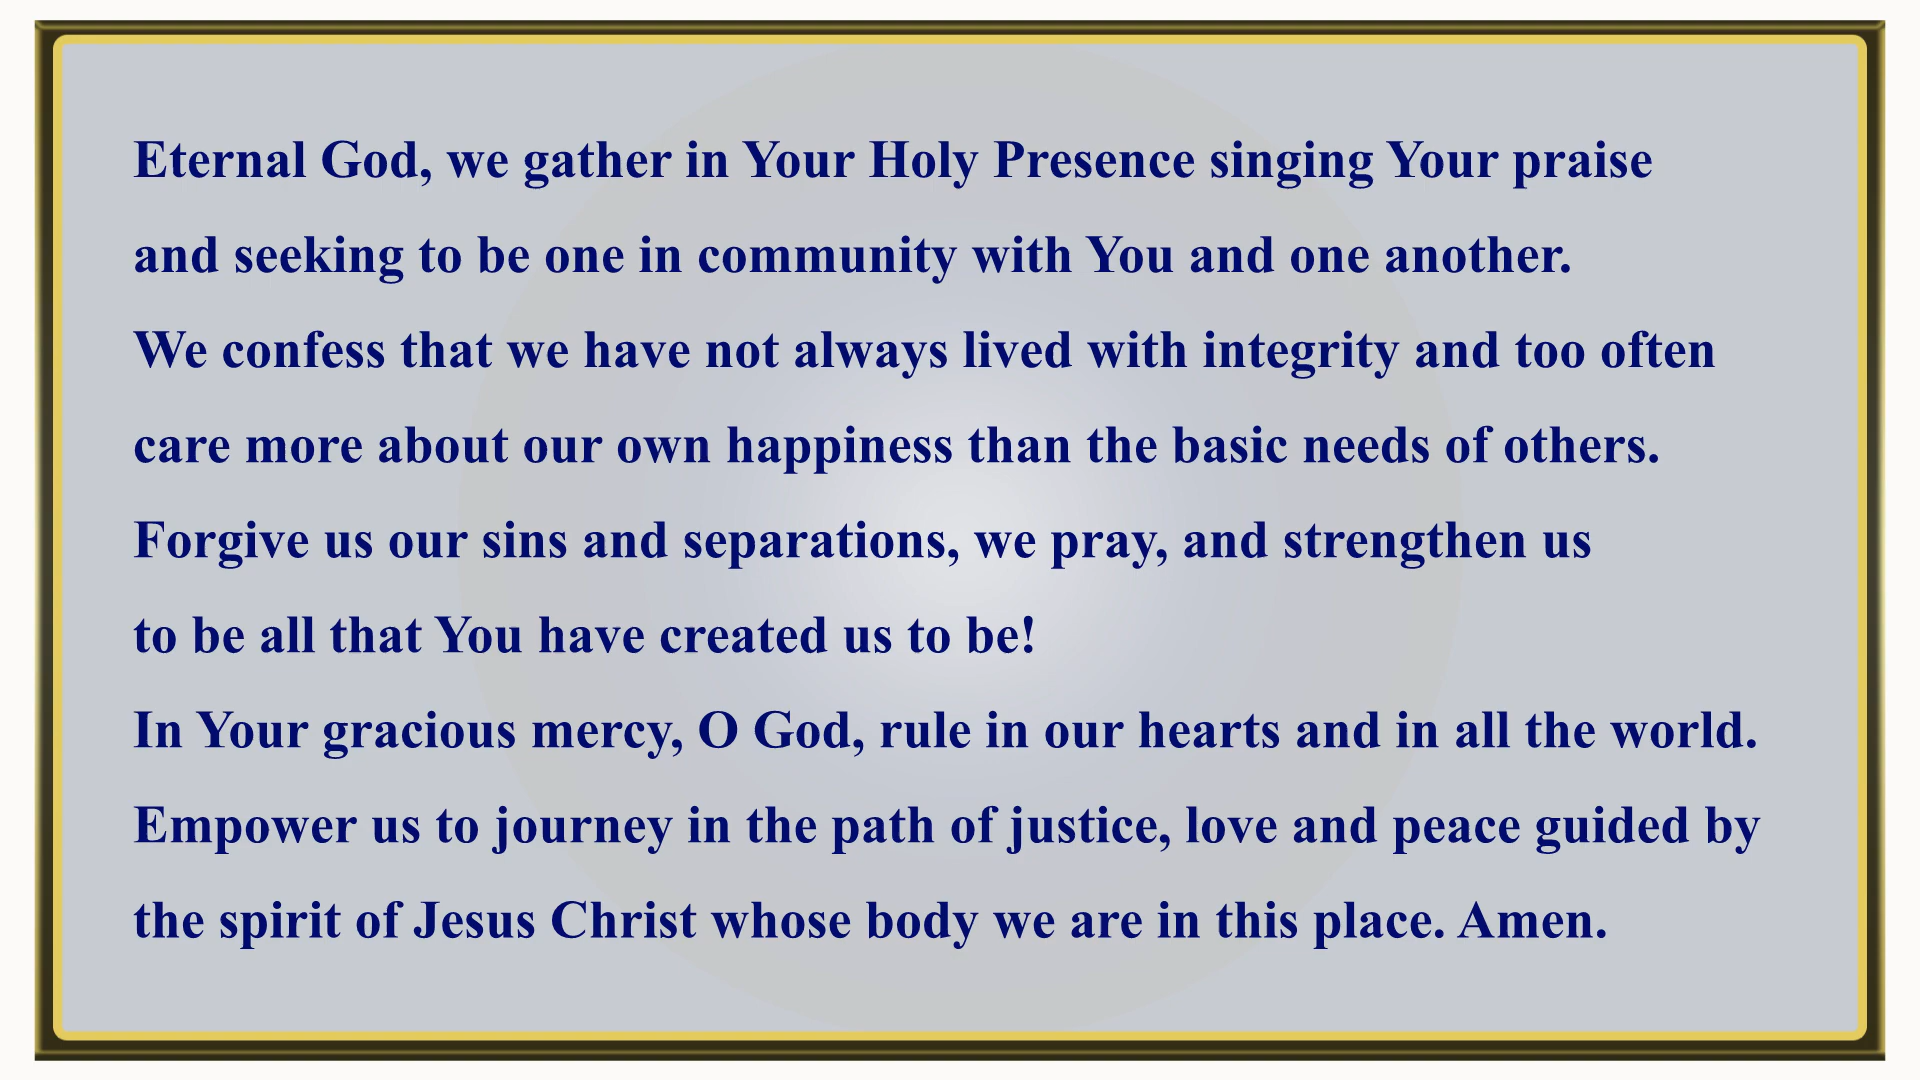 Eternal God, we gather in Your Holy Presence singing Your praise
and seeking to be one in community with You and one another.
We confess that we have not always lived with integrity and too often
care more about our own happiness than the basic needs of others.
Forgive us our sins and separations, we pray, and strengthen us
to be all that You have created us to be!
In Your gracious mercy, O God, rule in our hearts and in all the world.
Empower us to journey in the path of justice, love and peace guided by
the spirit of Jesus Christ whose body we are in this place. Amen.